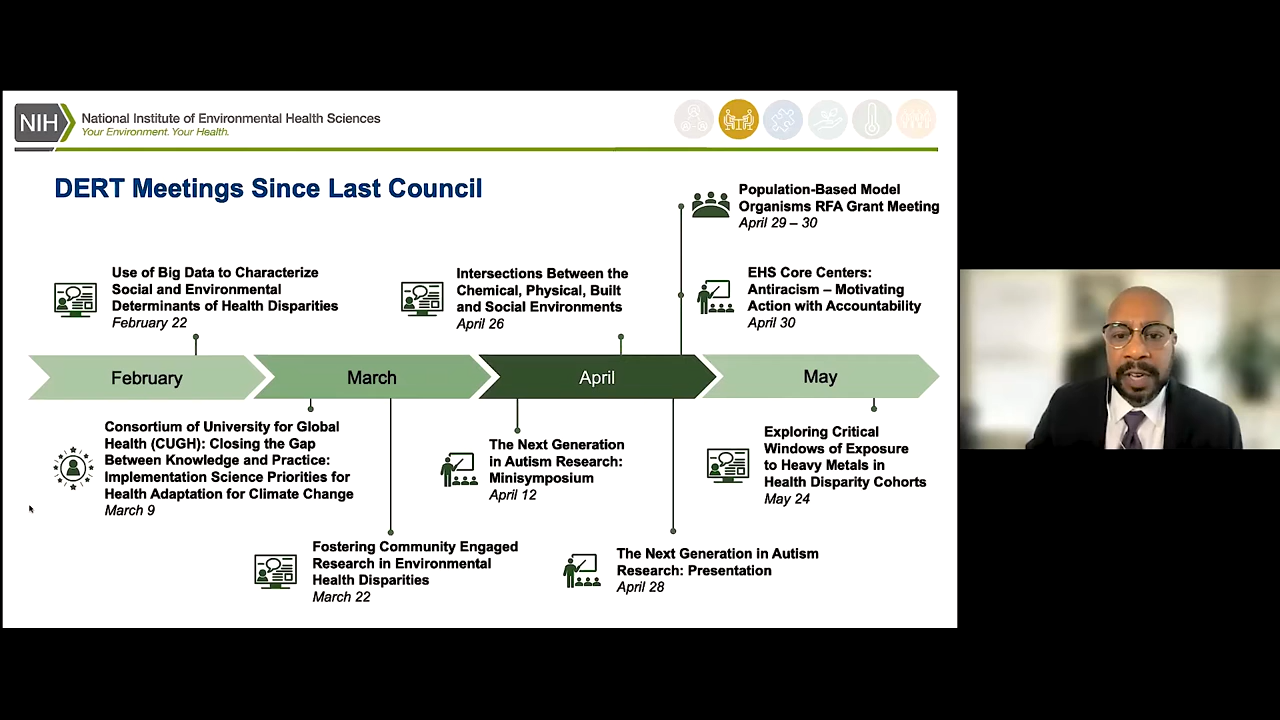 NIH
National Institute of Environmental Health Sciences
Your Environment. Your Health.
DERT Meetings Since Last Council
Population-Based Model
Organisms RFA Grant Meeting
April 29 – 30
Use of Big Data to Characterize
Social and Environmental
Determinants of Health Disparities
February 22
Intersections Between the
Chemical, Physical, Built
and Social Environments
April 26
EHS Core Centers:
Antiracism – Motivating
Action with Accountability
April 30
February
March
April
May
Consortium of University for Global
Health (CUGH): Closing the Gap
Between Knowledge and Practice:
Implementation Science Priorities for
Health Adaptation for Climate Change
March 9
The Next Generation
in Autism Research:
Minisymposium
April 12
Exploring Critical
Windows of Exposure
to Heavy Metals in
Health Disparity Cohorts
May 24
Fostering Community Engaged
Research in Environmental
Health Disparities
March 22
The Next Generation in Autism
Research: Presentation
April 28